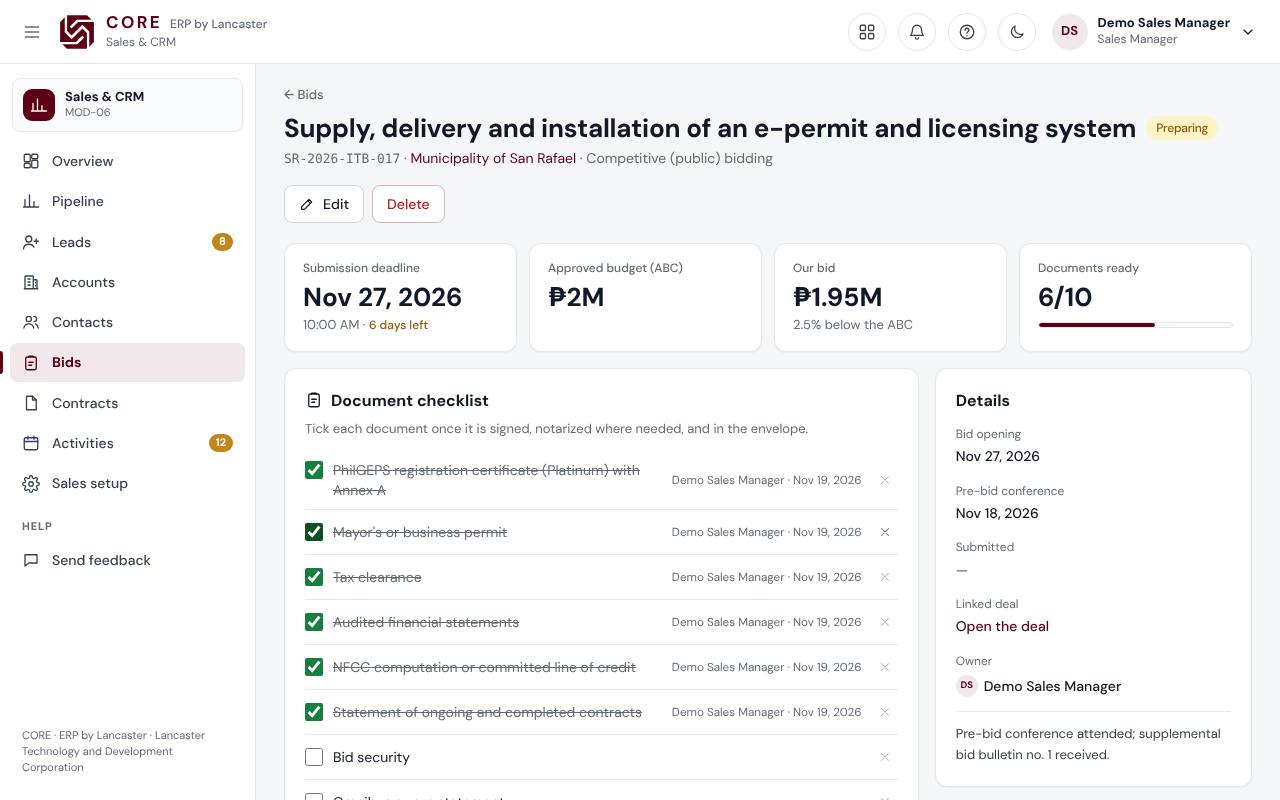 CORE ERP by Lancaster
Sales & CRM
DS
Demo Sales Manager
Sales Manager
Sales & CRM
MOD-06
Overview
Pipeline
Leads 8
Accounts
Contacts
Bids
Contracts
Activities 12
Sales setup
HELP
Send feedback
CORE · ERP by Lancaster · Lancaster
Technology and Development
Corporation
← Bids
Supply, delivery and installation of an e-permit and licensing system Preparing
SR-2026-ITB-017 · Municipality of San Rafael · Competitive (public) bidding
Edit Delete
Submission deadline
Nov 27, 2026
10:00 AM · 6 days left
Approved budget (ABC)
₱2M
Our bid
₱1.95M
2.5% below the ABC
Documents ready
6/10
Document checklist
Tick each document once it is signed, notarized where needed, and in the envelope.
PhilGEPS registration certificate (Platinum) with
Annex A
Demo Sales Manager · Nov 19, 2026
Mayor's or business permit Demo Sales Manager · Nov 19, 2026
Tax clearance Demo Sales Manager · Nov 19, 2026
Audited financial statements Demo Sales Manager · Nov 19, 2026
NFCC computation or committed line of credit Demo Sales Manager · Nov 19, 2026
Statement of ongoing and completed contracts Demo Sales Manager · Nov 19, 2026
Bid security
Details
Bid opening
Nov 27, 2026
Pre-bid conference
Nov 18, 2026
Submitted
—
Linked deal
Open the deal
Owner
DS Demo Sales Manager
Pre-bid conference attended; supplemental
bid bulletin no. 1 received.